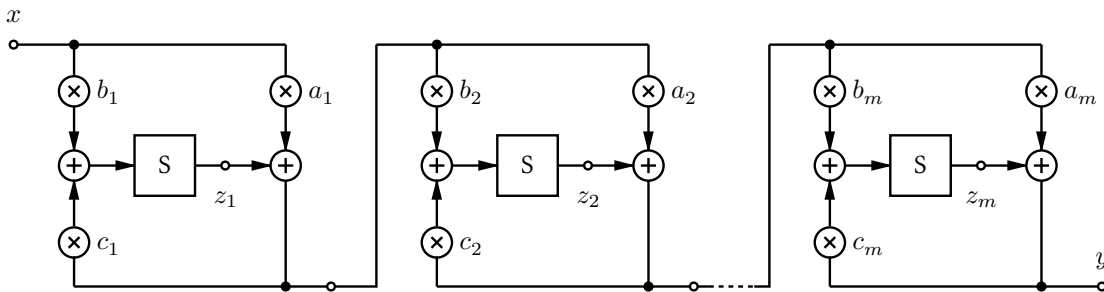 x
b₁ a₁ b₂ a₂ bₘ aₘ
S S S
z₁ z₂ zₘ
c₁ c₂ cₘ
y